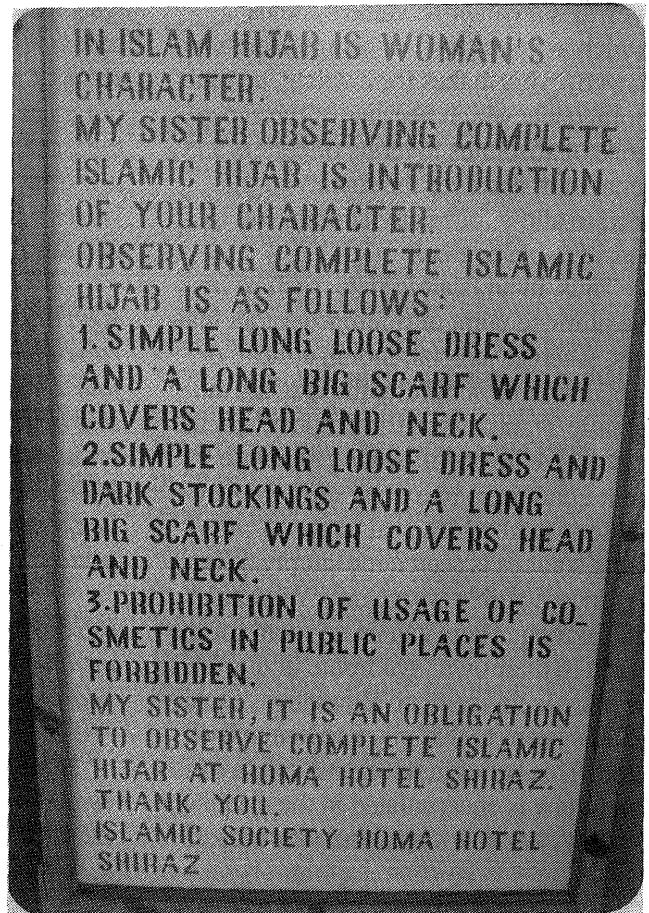 IN ISLAM HIJAB IS WOMAN'S
CHARACTER.
MY SISTER OBSERVING COMPLETE
ISLAMIC HIJAB IS INTRODUCTION
OF YOUR CHARACTER.
OBSERVING COMPLETE ISLAMIC
HIJAB IS AS FOLLOWS:
1. SIMPLE LONG LOOSE DRESS
AND A LONG BIG SCARF WHICH
COVERS HEAD AND NECK.
2.SIMPLE LONG LOOSE DRESS AND
DARK STOCKINGS AND A LONG
BIG SCARF WHICH COVERS HEAD
AND NECK.
3.PROHIBITION OF USAGE OF CO_
SMETICS IN PUBLIC PLACES IS
FORBIDDEN.
MY SISTER, IT IS AN OBLIGATION
TO OBSERVE COMPLETE ISLAMIC
HIJAB AT HOMA HOTEL SHIRAZ.
THANK YOU.
ISLAMIC SOCIETY HOMA HOTEL
SHIRAZ